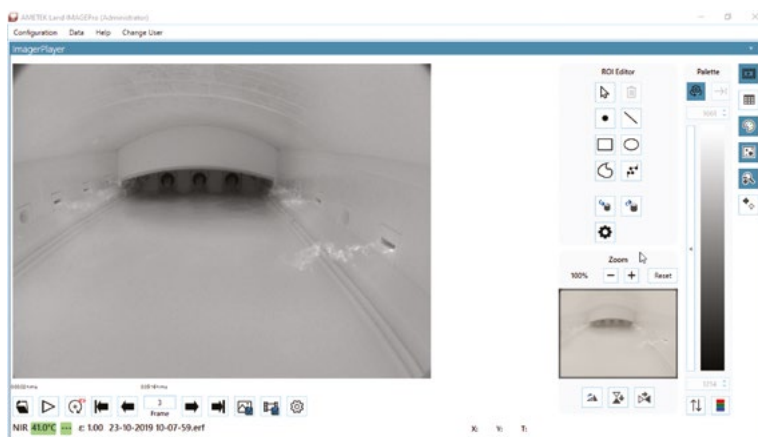 AMETEK Land IMAGEPro (Administrator)
Configuration Data Help Change User
ImagerPlayer
ROI Editor
Palette
Zoom
100%
Reset
3
Frame
NIR 41.0°C --- ε: 1.00 23-10-2019 10-07-59.erf
X: Y: T: